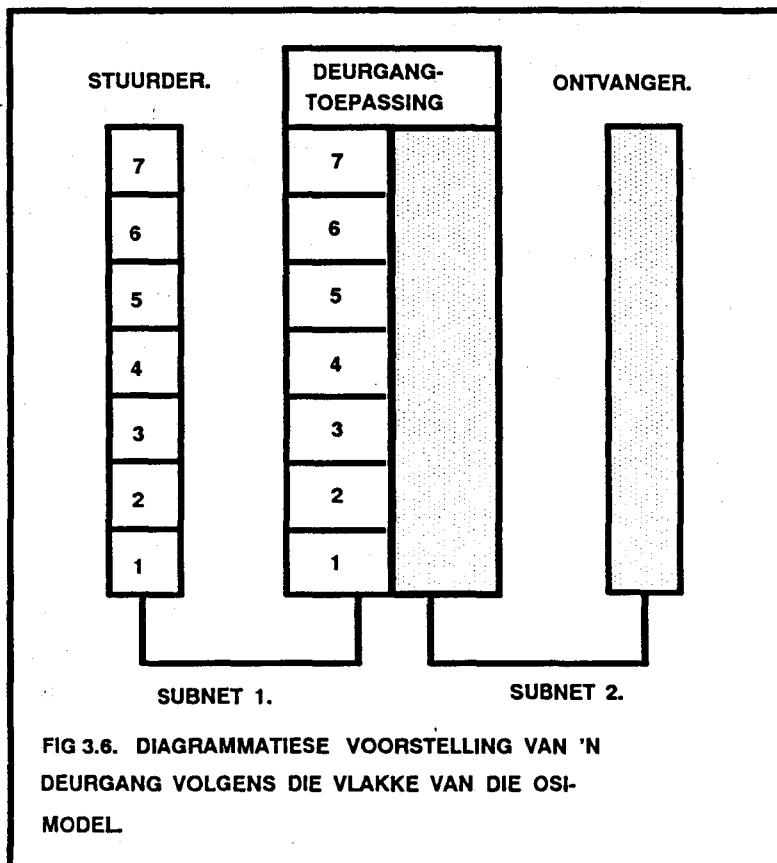 STUURDER.
DEURGANG-
TOEPASSING
ONTVANGER.
7
6
5
4
3
2
1
7
6
5
4
3
2
1
SUBNET 1.
SUBNET 2.
FIG 3.6. DIAGRAMMATIESE VOORSTELLING VAN 'N
DEURGANG VOLGENS DIE VLAKKE VAN DIE OSI-
MODEL.